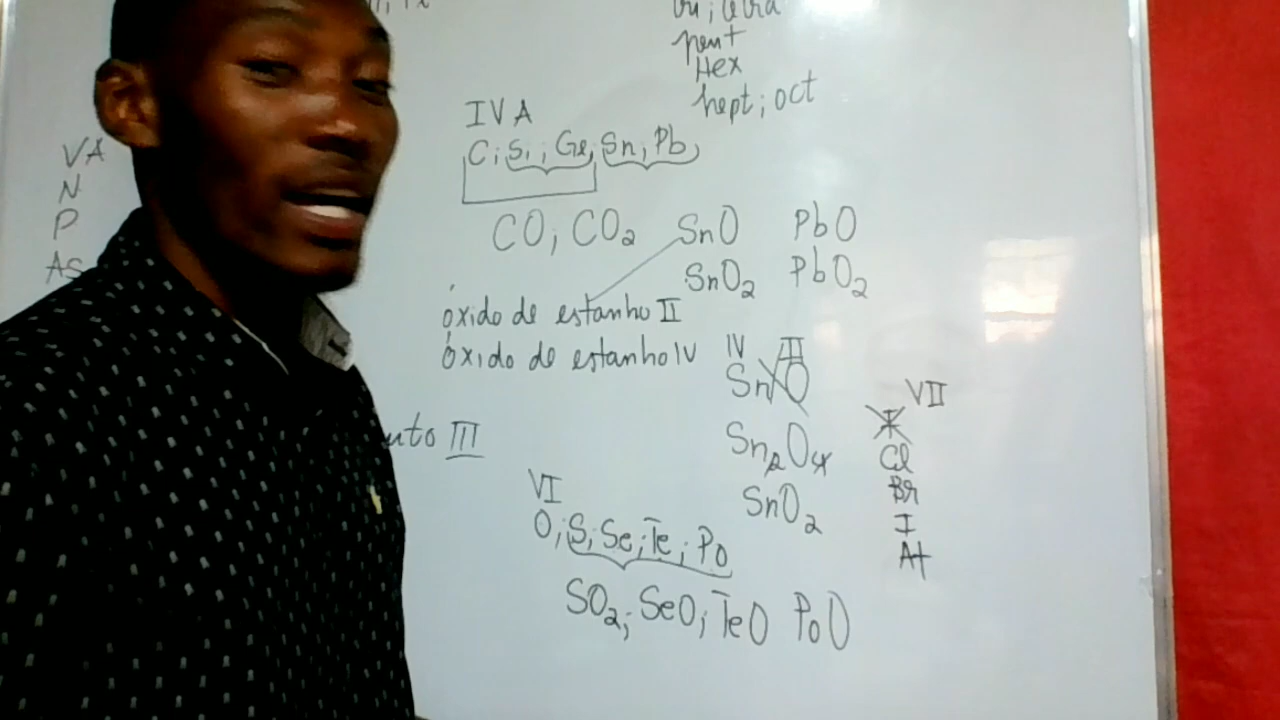 pent
Hex
hept; oct
IV A
C; Si; Ge, Sn, Pb
VA
N
P
As
CO; CO2 SnO PbO
SnO2 PbO2
óxido de estanho II
óxido de estanho IV
IV II
SnO
Sn2O4
SnO2
VII
Cl
Br
I
At
III
VI
O; S; Se; Te; Po
SO2; SeO; TeO PoO